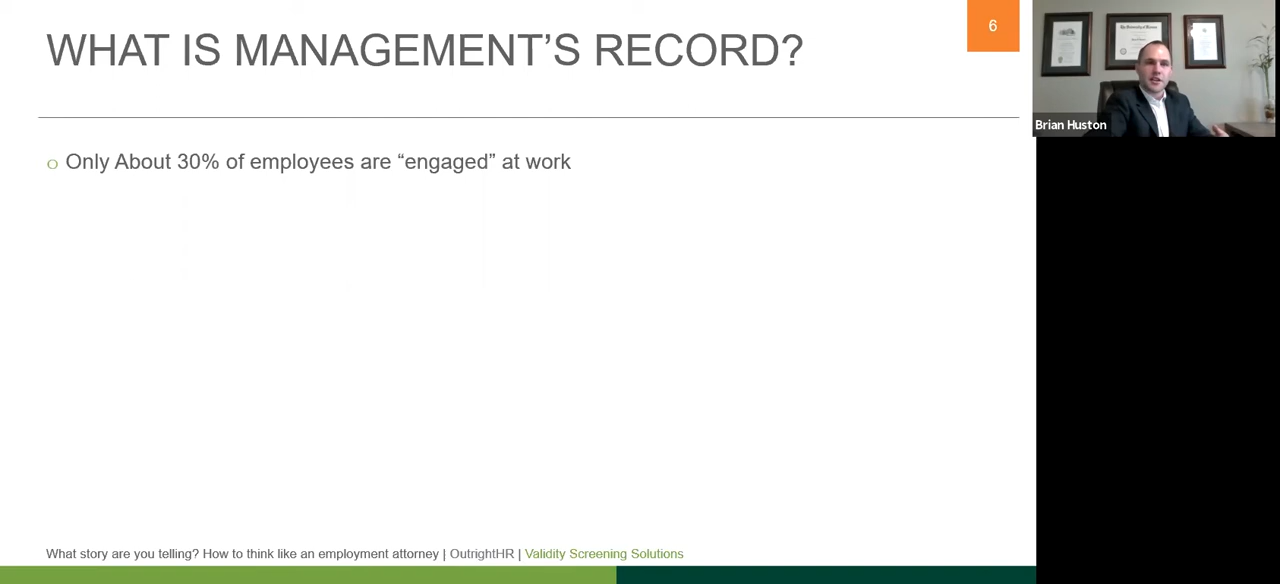 WHAT IS MANAGEMENT’S RECORD?
6
Brian Huston
o Only About 30% of employees are “engaged” at work
What story are you telling? How to think like an employment attorney | OutrightHR | Validity Screening Solutions